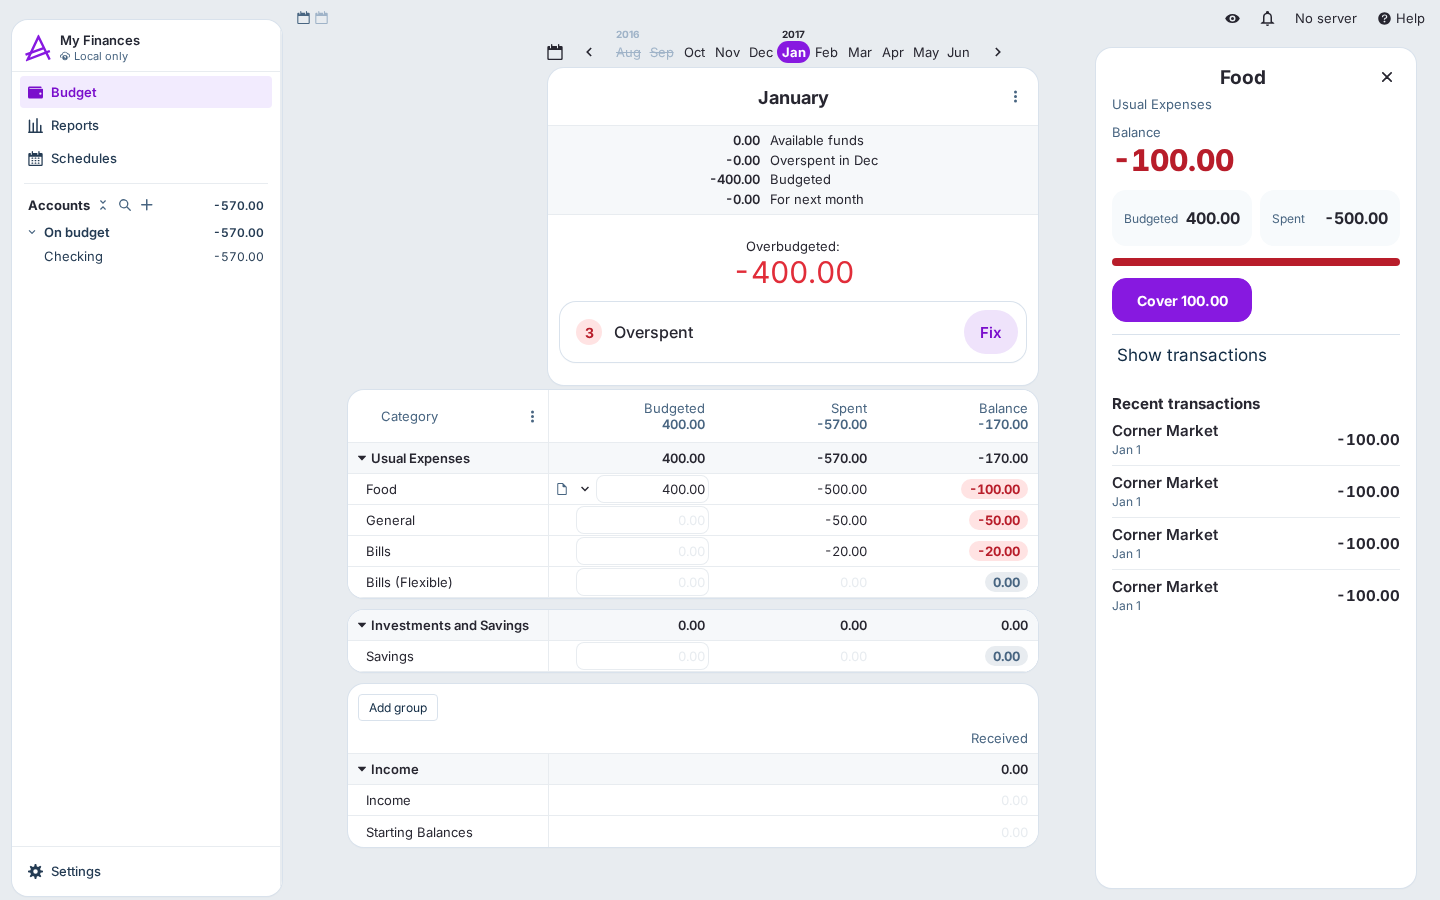 My Finances
Local only
Budget
Reports
Schedules
Accounts -570.00
On budget -570.00
Checking -570.00
Settings
No server
Help
2016 2017
Aug Sep Oct Nov Dec Jan Feb Mar Apr May Jun
January
0.00 Available funds
-0.00 Overspent in Dec
-400.00 Budgeted
-0.00 For next month
Overbudgeted:
-400.00
3 Overspent Fix
Category Budgeted Spent Balance
400.00 -570.00 -170.00
Usual Expenses 400.00 -570.00 -170.00
Food 400.00 -500.00 -100.00
General 0.00 -50.00 -50.00
Bills 0.00 -20.00 -20.00
Bills (Flexible) 0.00 0.00 0.00
Investments and Savings 0.00 0.00 0.00
Savings 0.00 0.00 0.00
Add group
Received
Income 0.00
Income 0.00
Starting Balances 0.00
Food
Usual Expenses
Balance
-100.00
Budgeted 400.00 Spent -500.00
Cover 100.00
Show transactions
Recent transactions
Corner Market -100.00
Jan 1
Corner Market -100.00
Jan 1
Corner Market -100.00
Jan 1
Corner Market -100.00
Jan 1